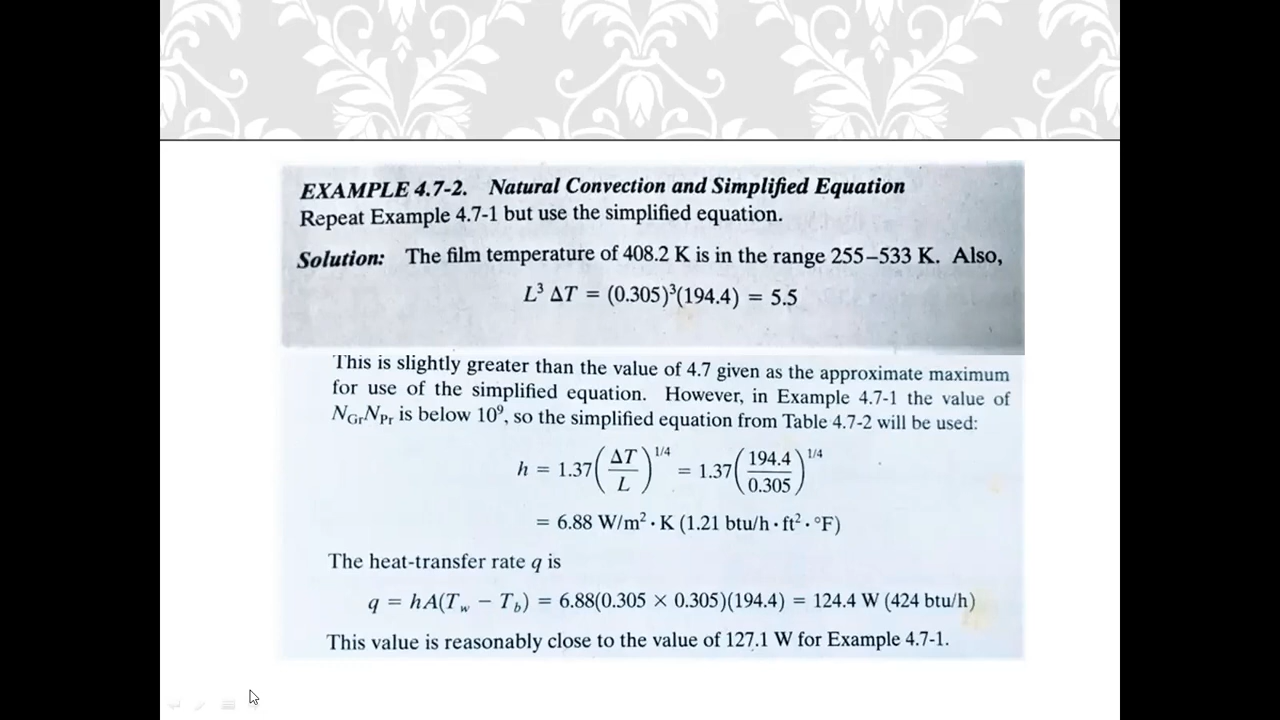 EXAMPLE 4.7-2. Natural Convection and Simplified Equation
Repeat Example 4.7-1 but use the simplified equation.
Solution: The film temperature of 408.2 K is in the range 255–533 K. Also,
L³ ΔT = (0.305)³(194.4) = 5.5
This is slightly greater than the value of 4.7 given as the approximate maximum
for use of the simplified equation. However, in Example 4.7-1 the value of
N_Gr N_Pr is below 10⁹, so the simplified equation from Table 4.7-2 will be used:
h = 1.37(ΔT/L)^1/4 = 1.37(194.4/0.305)^1/4
= 6.88 W/m² · K (1.21 btu/h · ft² · °F)
The heat-transfer rate q is
q = hA(T_w − T_b) = 6.88(0.305 × 0.305)(194.4) = 124.4 W (424 btu/h)
This value is reasonably close to the value of 127.1 W for Example 4.7-1.